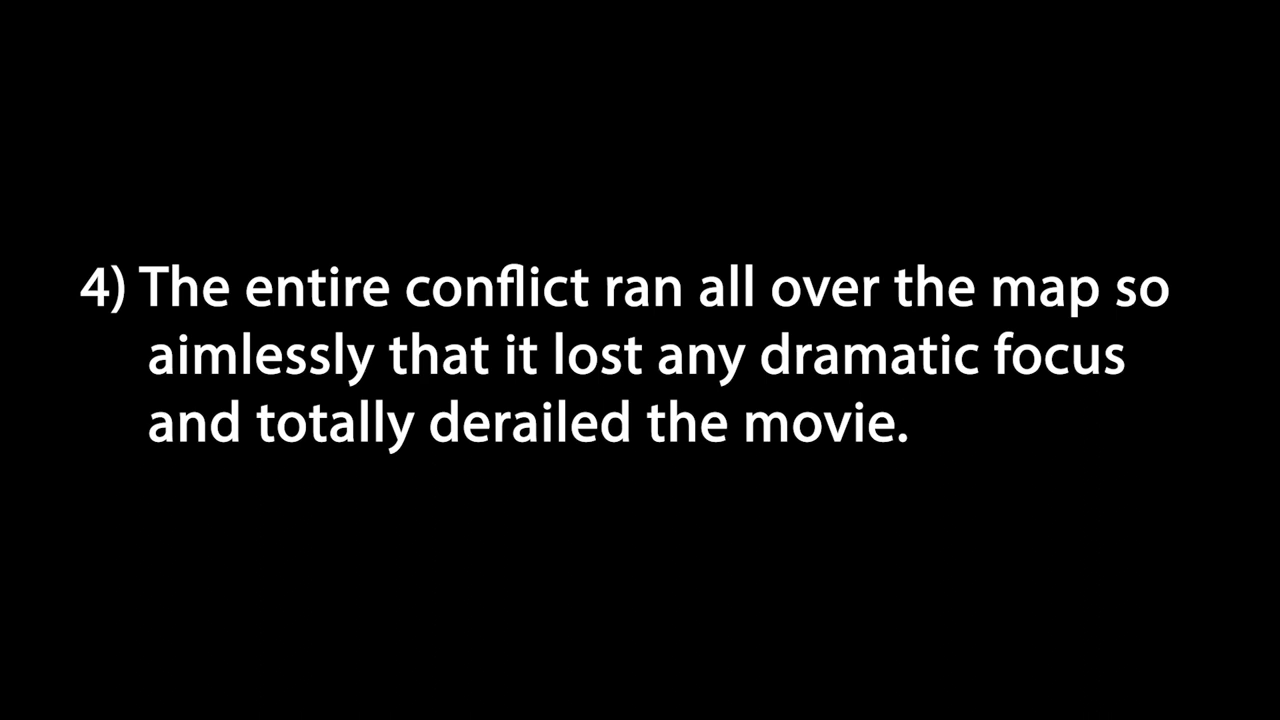 4) The entire conflict ran all over the map so
aimlessly that it lost any dramatic focus
and totally derailed the movie.